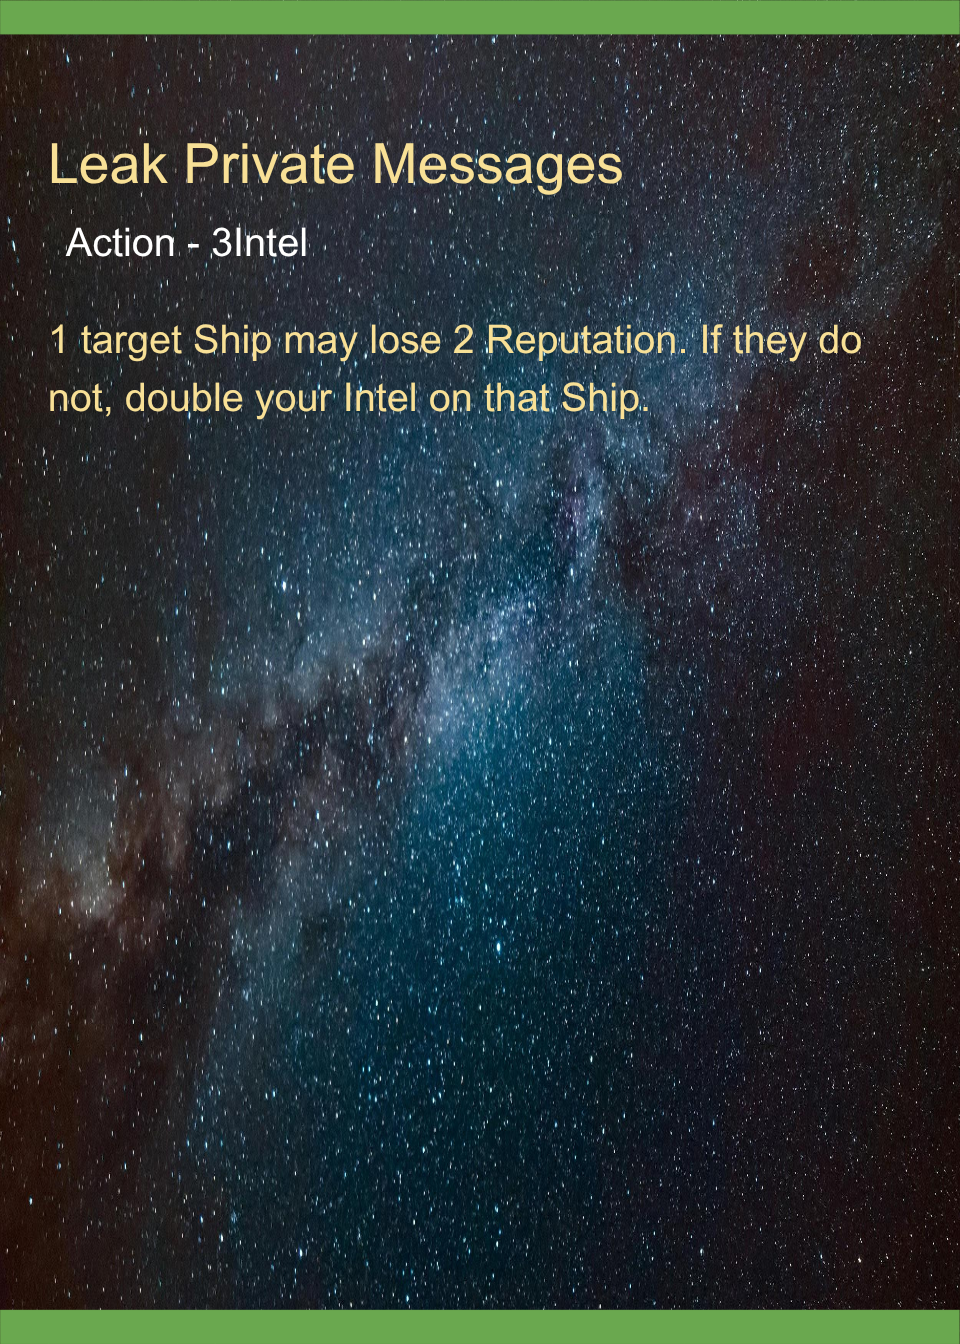 Leak Private Messages
Action - 3Intel
1 target Ship may lose 2 Reputation. If they do
not, double your Intel on that Ship.